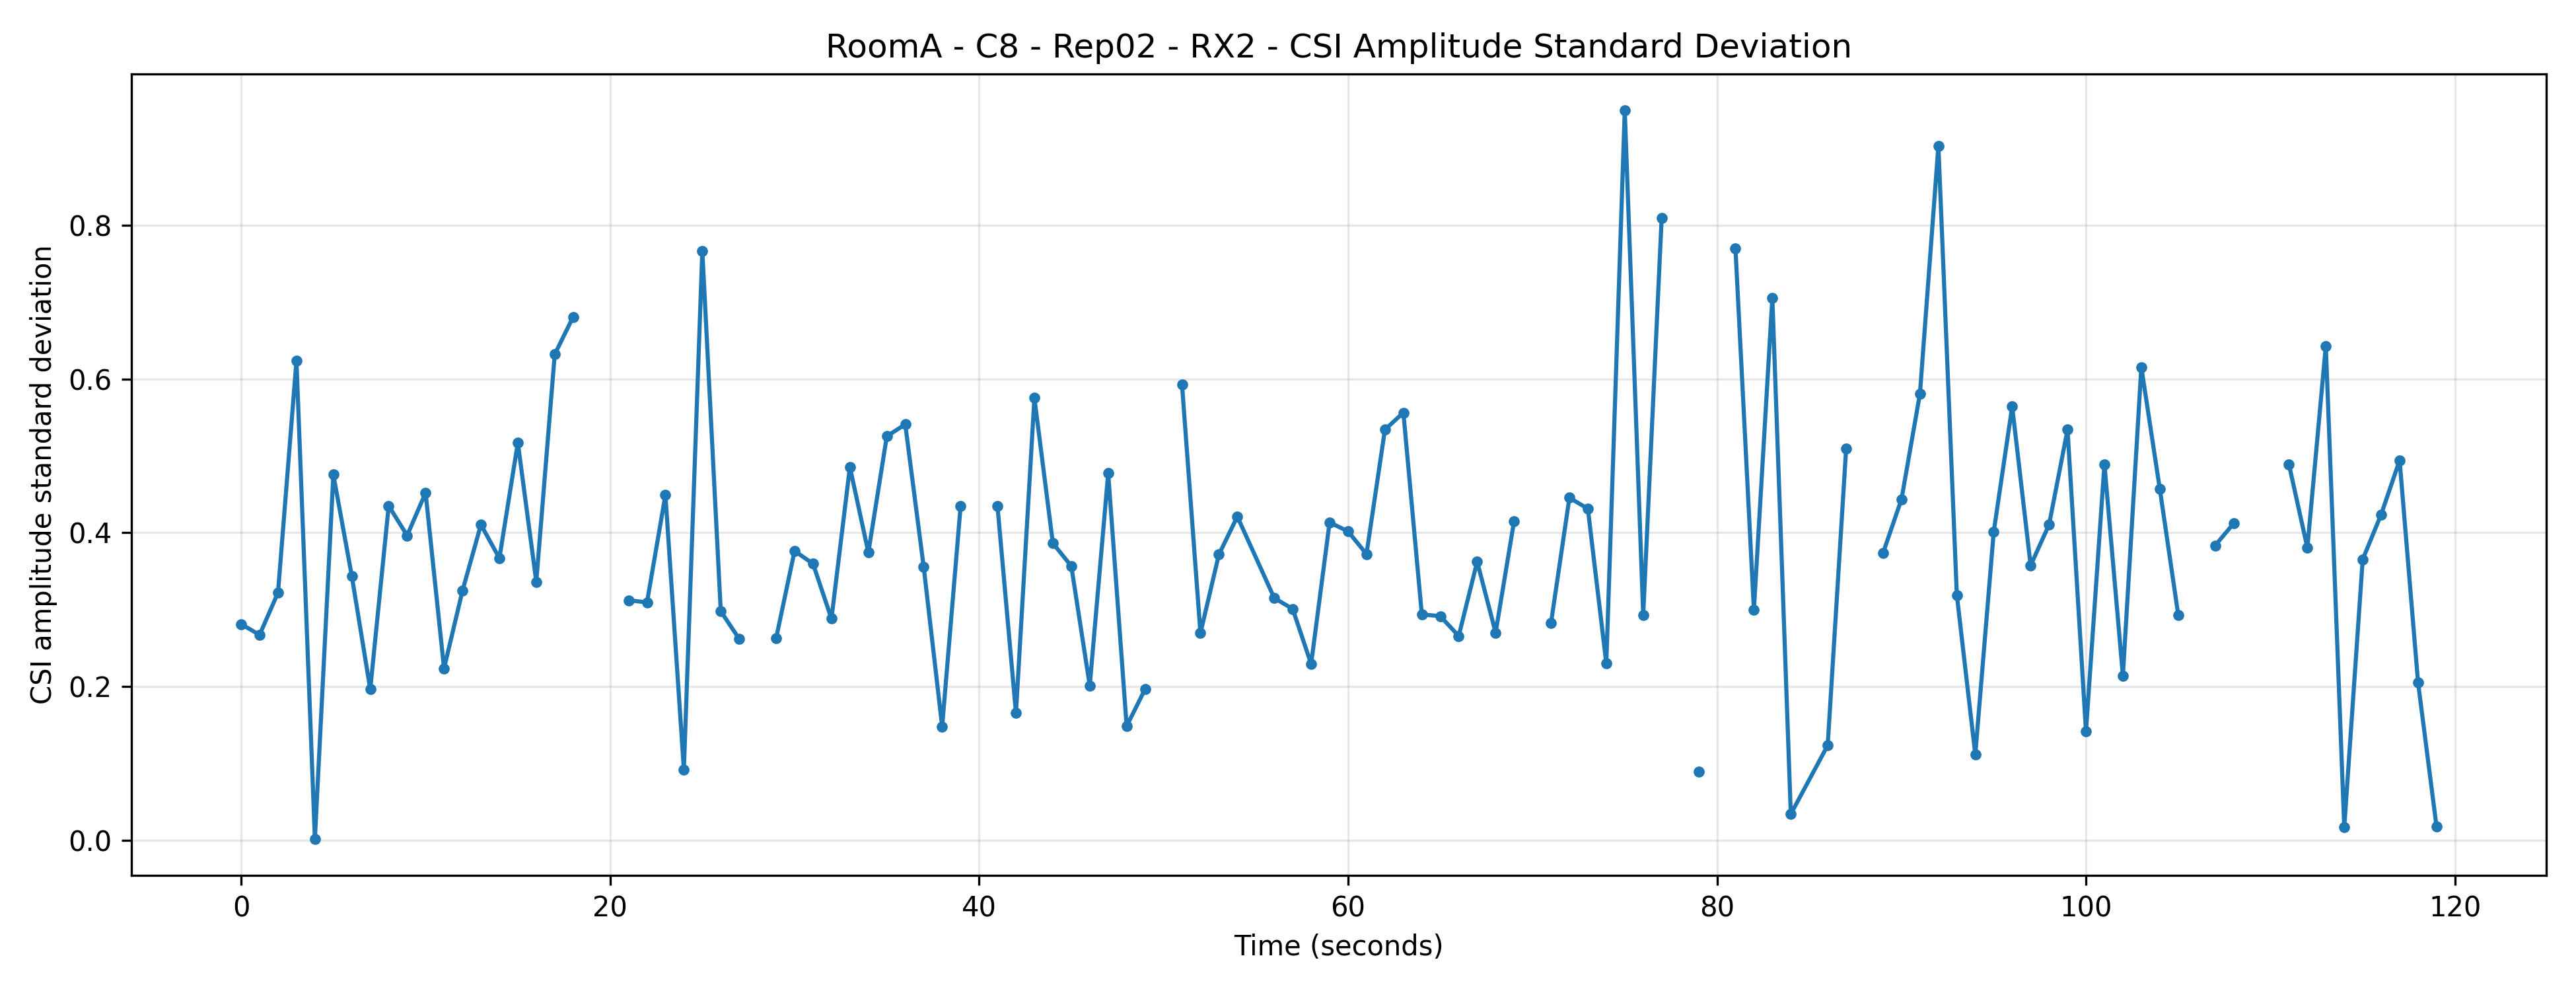 RoomA - C8 - Rep02 - RX2 - CSI Amplitude Standard Deviation
CSI amplitude standard deviation
0.8
0.6
0.4
0.2
0.0
0 20 40 60 80 100 120
Time (seconds)